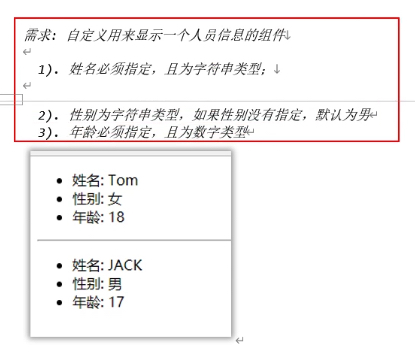 需求: 自定义用来显示一个人员信息的组件
1). 姓名必须指定, 且为字符串类型;
2). 性别为字符串类型, 如果性别没有指定, 默认为男
3). 年龄必须指定, 且为数字类型
姓名: Tom
性别: 女
年龄: 18
姓名: JACK
性别: 男
年龄: 17